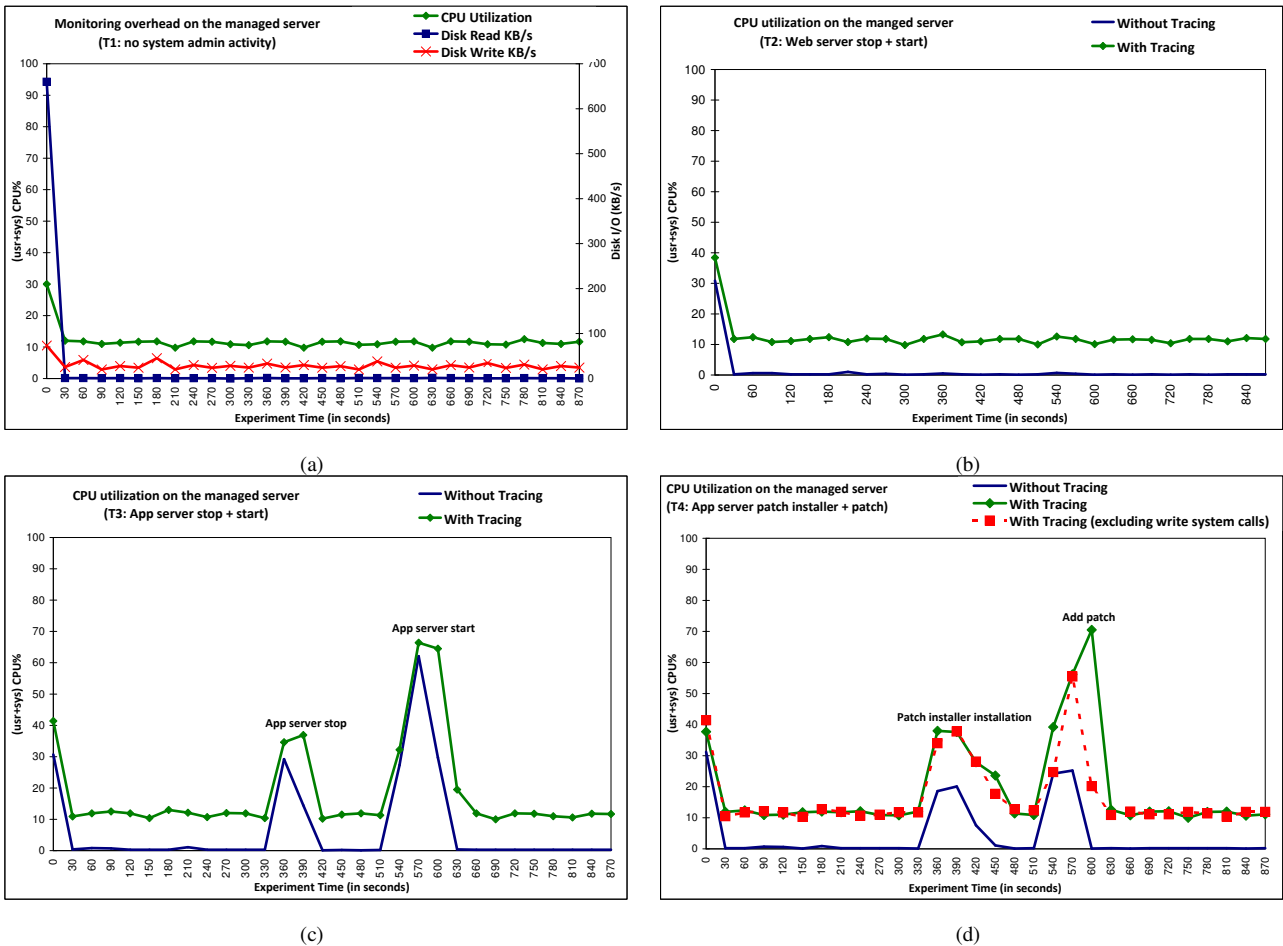 Monitoring overhead on the managed server
(T1: no system admin activity)
CPU Utilization
Disk Read KB/s
Disk Write KB/s
100
90
80
70
60
50
40
30
20
10
0
(usr+sys) CPU%
700
600
500
400
300
200
100
0
Disk I/O (KB/s)
0 30 60 90 120 150 180 210 240 270 300 330 360 390 420 450 480 510 540 570 600 630 660 690 720 750 780 810 840 870
Experiment Time (in seconds)
(a)
CPU utilization on the manged server
(T2: Web server stop + start)
Without Tracing
With Tracing
100
90
80
70
60
50
40
30
20
10
0
(usr+sys) CPU%
0 60 120 180 240 300 360 420 480 540 600 660 720 780 840
Experiment Time (in seconds)
(b)
CPU utilization on the managed server
(T3: App server stop + start)
Without Tracing
With Tracing
100
90
80
70
60
50
40
30
20
10
0
(usr+sys) CPU%
App server start
App server stop
0 30 60 90 120 150 180 210 240 270 300 330 360 390 420 450 480 510 540 570 600 630 660 690 720 750 780 810 840 870
Experiment Time (in seconds)
(c)
CPU Utilization on the managed server
(T4: App server patch installer + patch)
Without Tracing
With Tracing
With Tracing (excluding write system calls)
100
90
80
70
60
50
40
30
20
10
0
(usr+sys) CPU%
Add patch
Patch installer installation
0 30 60 90 120 150 180 210 240 270 300 330 360 390 420 450 480 510 540 570 600 630 660 690 720 750 780 810 840 870
Experiment Time (in seconds)
(d)